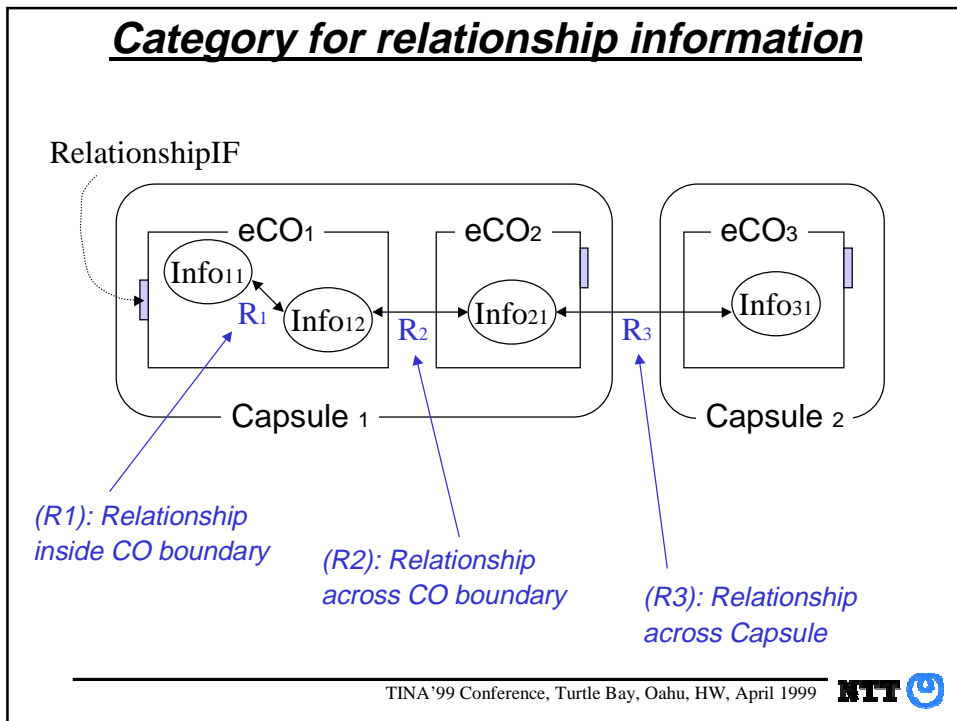 Category for relationship information
RelationshipIF
eCO1
eCO2
eCO3
Info11
Info12
Info21
Info31
R1
R2
R3
Capsule 1
Capsule 2
(R1): Relationship
inside CO boundary
(R2): Relationship
across CO boundary
(R3): Relationship
across Capsule
TINA'99 Conference, Turtle Bay, Oahu, HW, April 1999
NTT